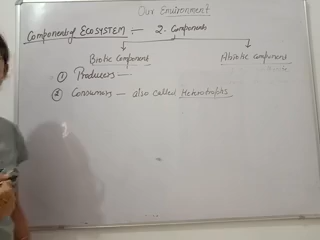 Our Environment
Components of ECOSYSTEM :- 2. Components
Biotic component Abiotic component
① Producers —
② Consumers — also called Heterotrophs